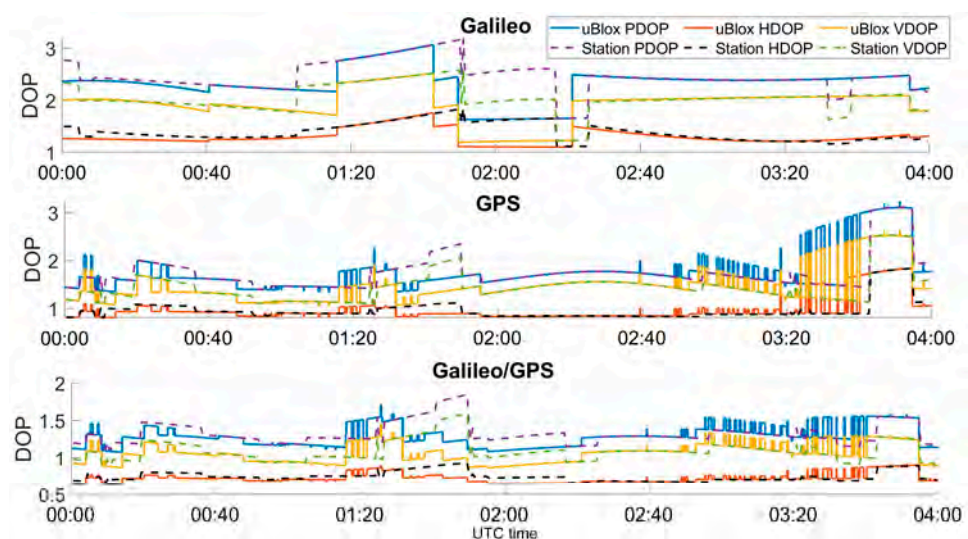 Galileo
uBlox PDOP uBlox HDOP uBlox VDOP
Station PDOP Station HDOP Station VDOP
3
2
1
DOP
00:00 00:40 01:20 02:00 02:40 03:20 04:00
GPS
3
2
1
DOP
00:00 00:40 01:20 02:00 02:40 03:20 04:00
Galileo/GPS
2
1.5
1
0.5
DOP
00:00 00:40 01:20 02:00 02:40 03:20 04:00
UTC time